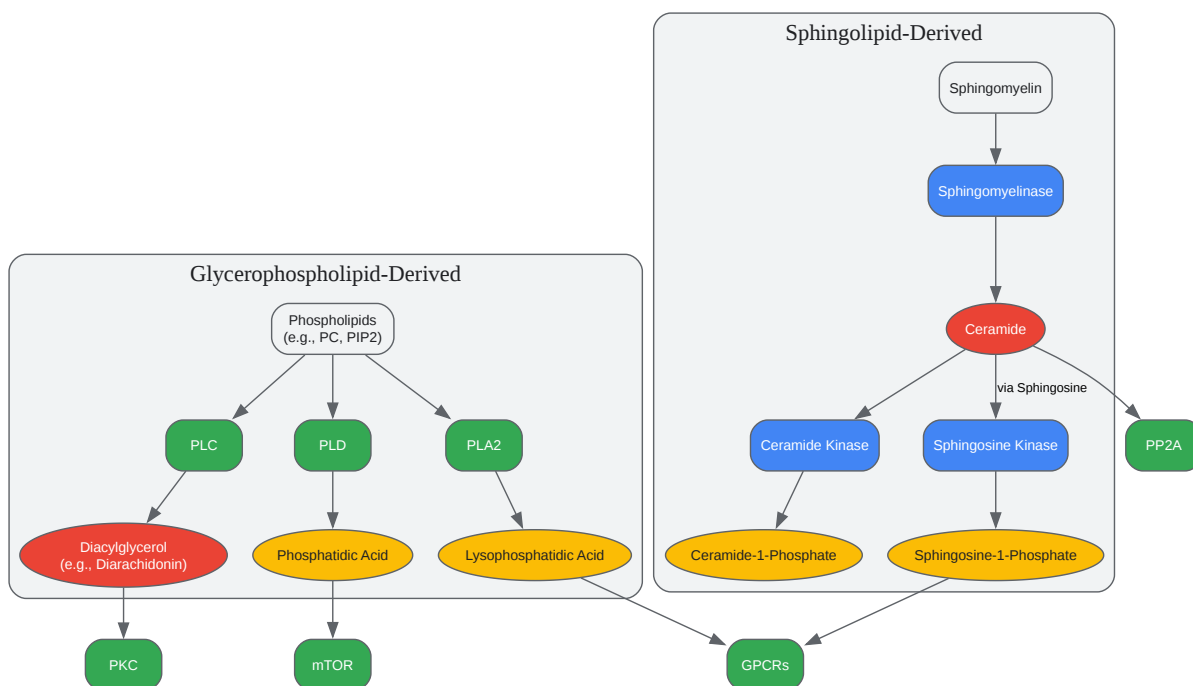 Sphingolipid-Derived
Sphingomyelin
Sphingomyelinase
Glycerophospholipid-Derived
Phospholipids
(e.g., PC, PIP2)
Ceramide
via Sphingosine
PLC
PLD
PLA2
Ceramide Kinase
Sphingosine Kinase
PP2A
Diacylglycerol
(e.g., Diarachidonin)
Phosphatidic Acid
Lysophosphatidic Acid
Ceramide-1-Phosphate
Sphingosine-1-Phosphate
PKC
mTOR
GPCRs